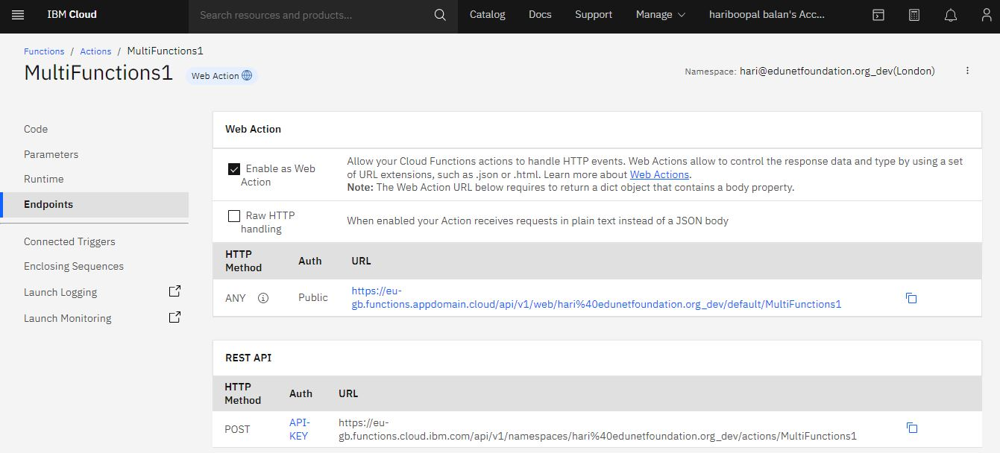 IBM Cloud
Search resources and products...
Catalog
Docs
Support
Manage
hariboopal balan's Acc...
Functions / Actions / MultiFunctions1
MultiFunctions1
Web Action
Namespace: hari@edunetfoundation.org_dev(London)
Code
Parameters
Runtime
Endpoints
Connected Triggers
Enclosing Sequences
Launch Logging
Launch Monitoring
Web Action
Enable as Web
Action
Allow your Cloud Functions actions to handle HTTP events. Web Actions allow to control the response data and type by using a set
of URL extensions, such as .json or .html. Learn more about Web Actions.
Note: The Web Action URL below requires to return a dict object that contains a body property.
Raw HTTP
handling
When enabled your Action receives requests in plain text instead of a JSON body
HTTP
Method
Auth
URL
ANY
Public
https://eu-
gb.functions.appdomain.cloud/api/v1/web/hari%40edunetfoundation.org_dev/default/MultiFunctions1
REST API
HTTP
Method
Auth
URL
POST
API-
KEY
https://eu-
gb.functions.cloud.ibm.com/api/v1/namespaces/hari%40edunetfoundation.org_dev/actions/MultiFunctions1